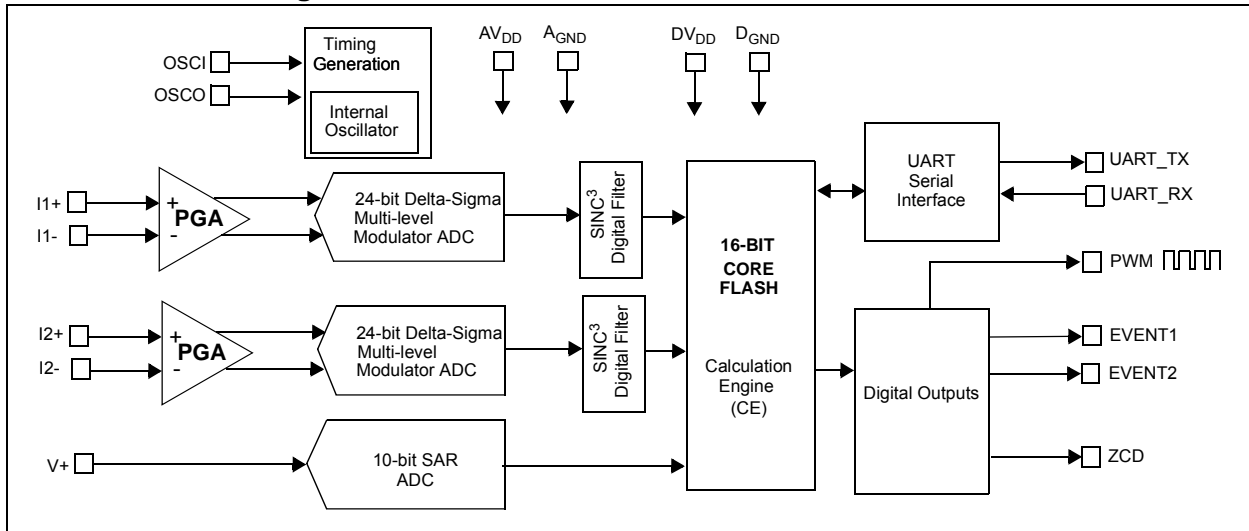 OSCI
OSCO
Timing
Generation
Internal
Oscillator
AVDD
AGND
DVDD
DGND
I1+
I1-
+
-
PGA
24-bit Delta-Sigma
Multi-level
Modulator ADC
SINC³
Digital Filter
I2+
I2-
+
-
PGA
24-bit Delta-Sigma
Multi-level
Modulator ADC
SINC³
Digital Filter
V+
10-bit SAR
ADC
16-BIT
CORE
FLASH
Calculation
Engine
(CE)
UART
Serial
Interface
UART_TX
UART_RX
Digital Outputs
PWM
EVENT1
EVENT2
ZCD